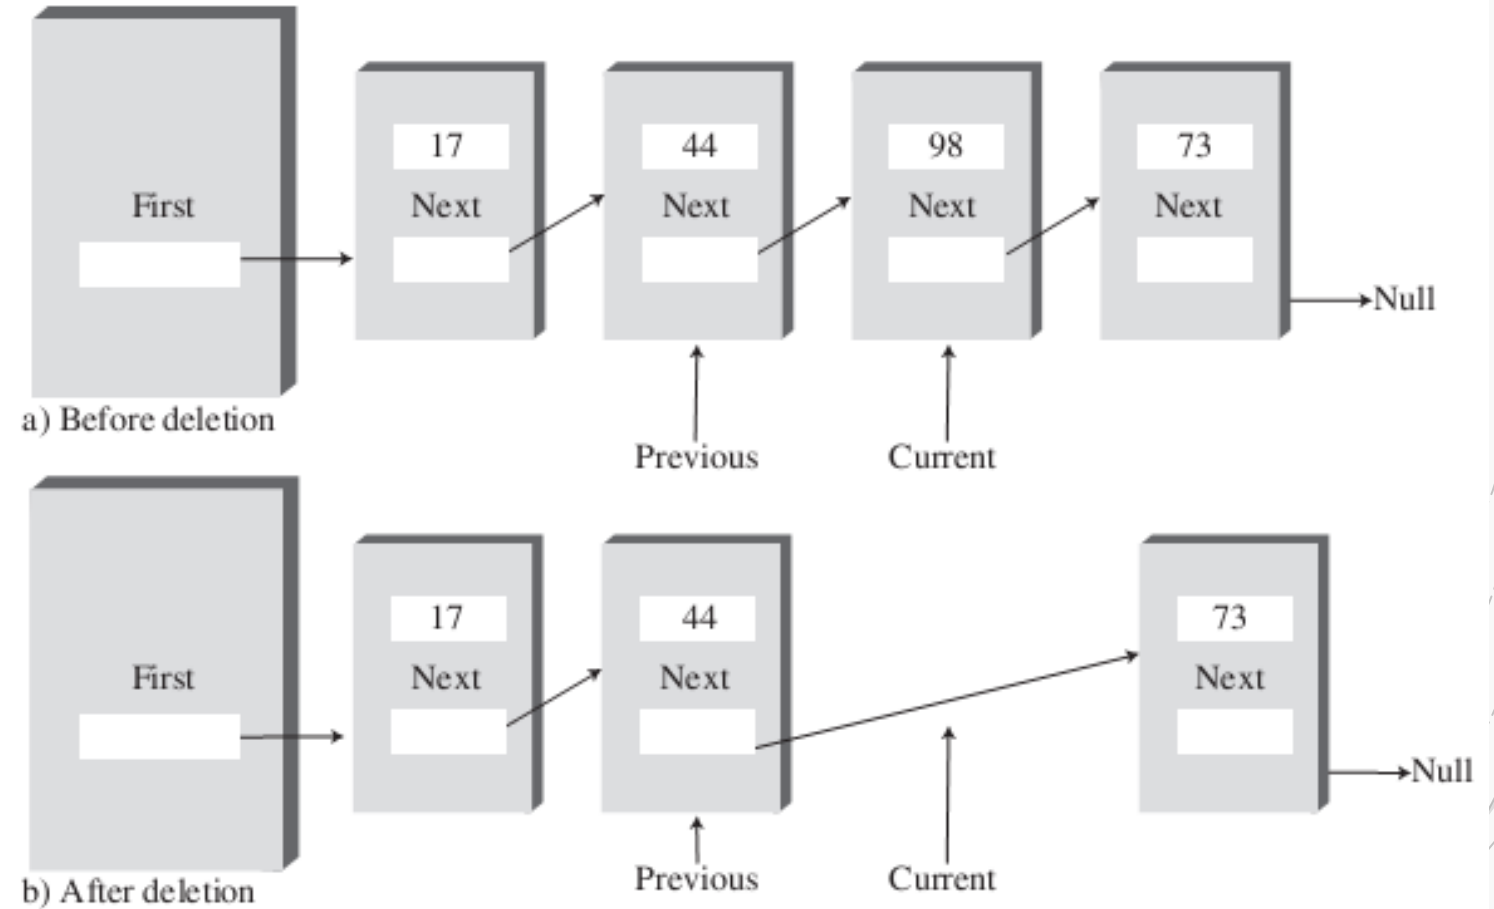 17
44
98
73
First
Next
Next
Next
Next
Null
a) Before deletion
Previous
Current
17
44
73
First
Next
Next
Next
Null
Previous
Current
b) After deletion